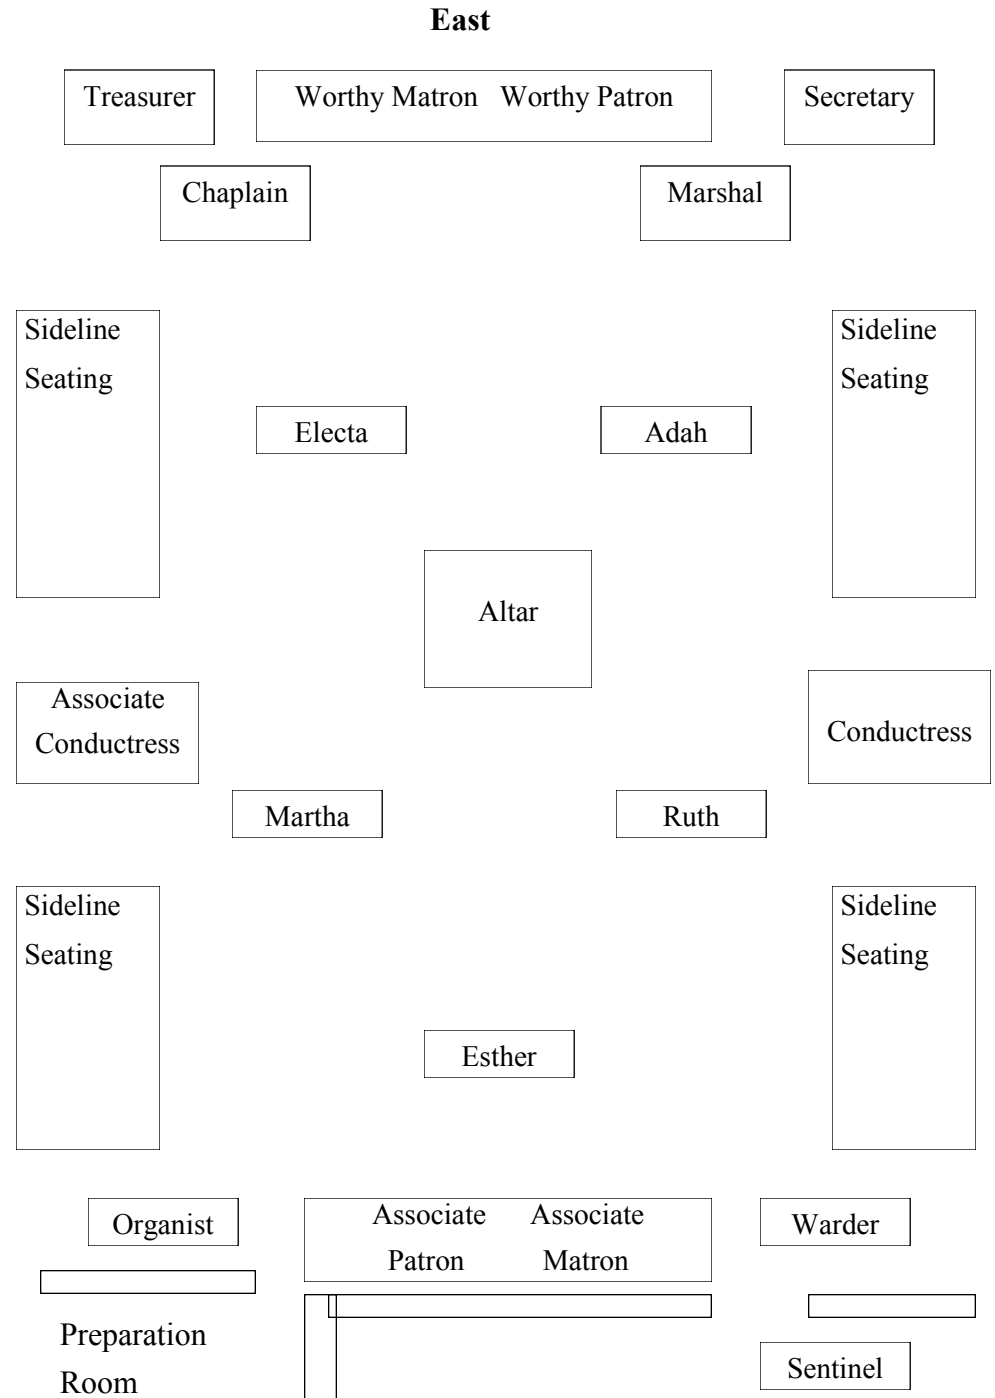 East
Treasurer
Worthy Matron Worthy Patron
Secretary
Chaplain
Marshal
Sideline
Seating
Sideline
Seating
Electa
Adah
Altar
Associate
Conductress
Conductress
Martha
Ruth
Sideline
Seating
Sideline
Seating
Esther
Organist
Associate
Patron
Associate
Matron
Warder
Preparation
Room
Sentinel